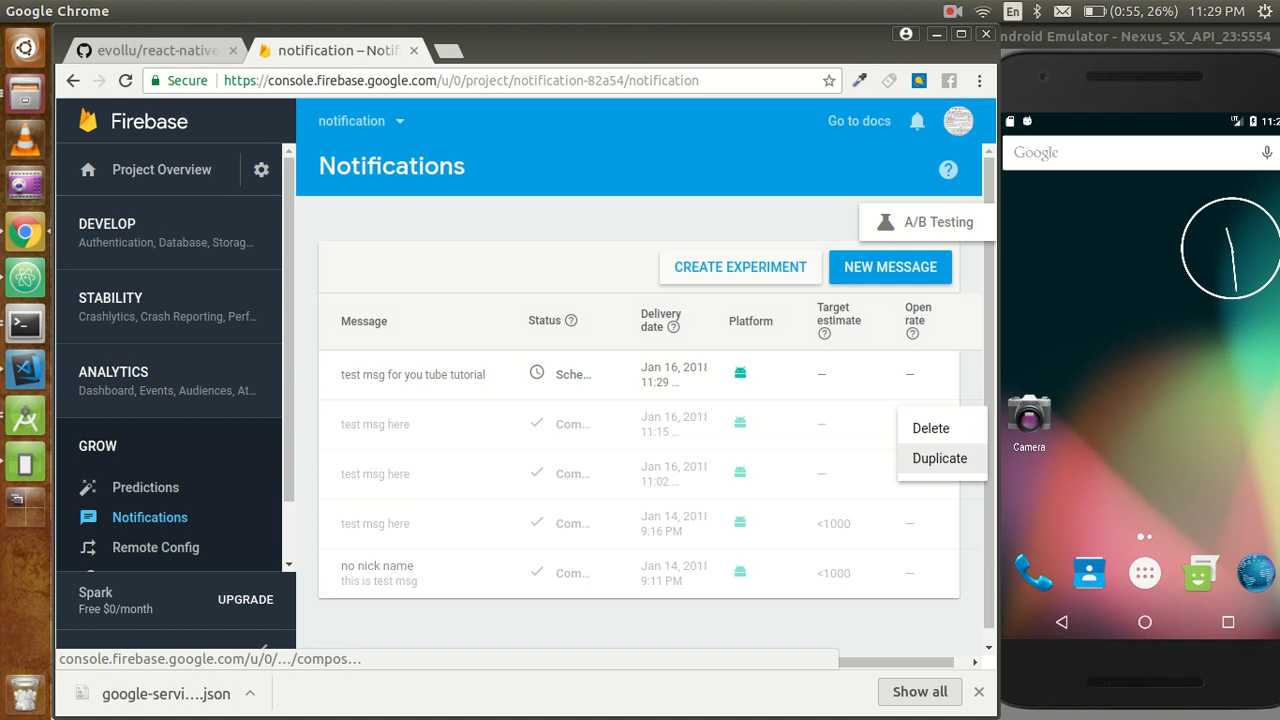 Google Chrome
En
(0:55, 26%)
11:29 PM
evollu/react-native
notification – Notif
ndroid Emulator - Nexus_5X_API_23:5554
Secure
https://console.firebase.google.com/u/0/project/notification-82a54/notification
Firebase
notification
Go to docs
Project Overview
Notifications
DEVELOP
Authentication, Database, Storag…
STABILITY
Crashlytics, Crash Reporting, Perf…
ANALYTICS
Dashboard, Events, Audiences, At…
GROW
Predictions
Notifications
Remote Config
Spark
Free $0/month
UPGRADE
A/B Testing
CREATE EXPERIMENT
NEW MESSAGE
Message
Status
Delivery
date
Platform
Target
estimate
Open
rate
test msg for you tube tutorial
Sche…
Jan 16, 2018
11:29 …
–
–
test msg here
Com…
Jan 16, 2018
11:15 …
–
test msg here
Com…
Jan 16, 2018
11:02 …
–
test msg here
Com…
Jan 14, 2018
9:16 PM
<1000
–
no nick name
this is test msg
Com…
Jan 14, 2018
9:11 PM
<1000
–
Delete
Duplicate
console.firebase.google.com/u/0/…/compos…
google-servi….json
Show all
11:2
Google
Camera